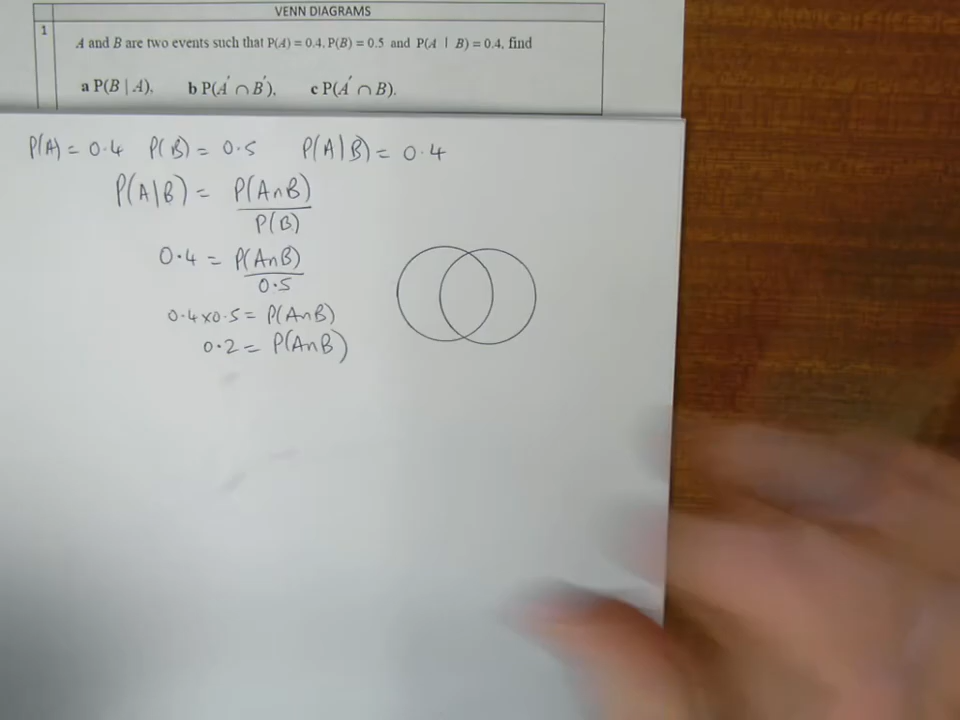 VENN DIAGRAMS
1
A and B are two events such that P(A) = 0.4, P(B) = 0.5 and P(A | B) = 0.4, find
a P(B | A), b P(A′ ∩ B′), c P(A′ ∩ B).
P(A) = 0.4 P(B) = 0.5 P(A|B) = 0.4
P(A|B) = P(A∩B)
P(B)
0.4 = P(A∩B)
0.5
0.4×0.5 = P(A∩B)
0.2 = P(A∩B)